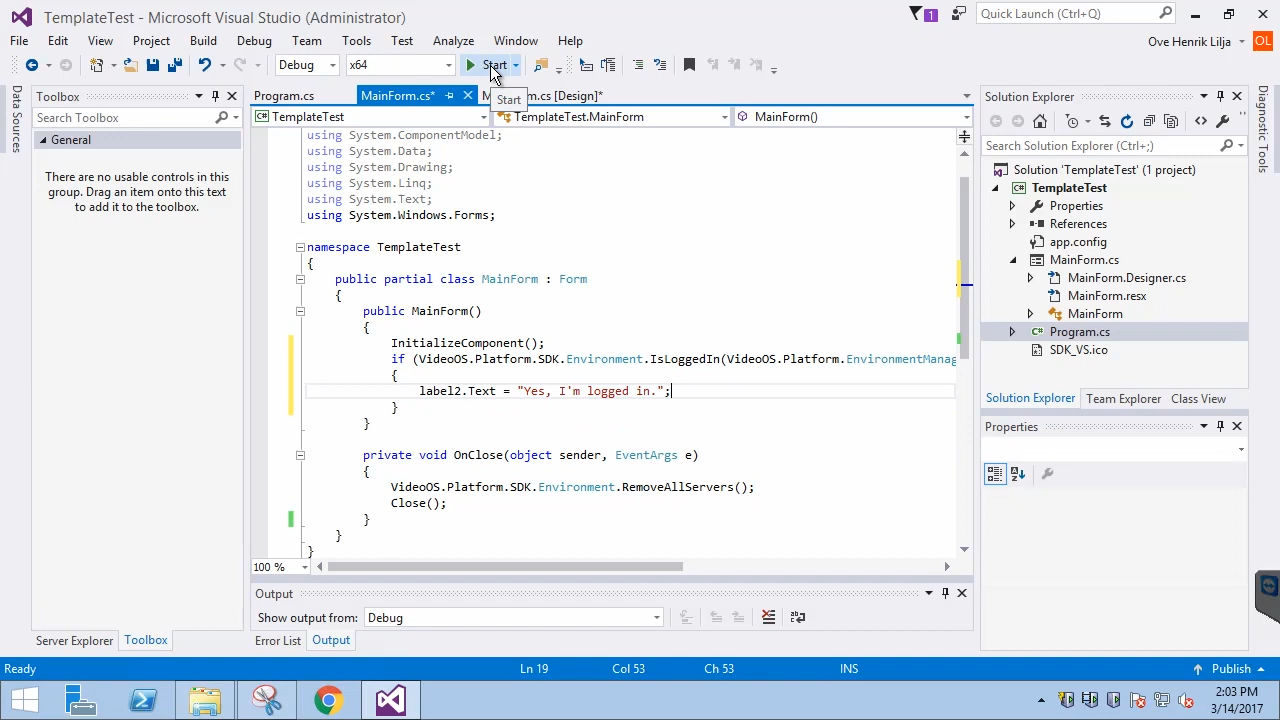 TemplateTest - Microsoft Visual Studio (Administrator)
1
Quick Launch (Ctrl+Q)
File Edit View Project Build Debug Team Tools Test Analyze Window Help
Ove Henrik Lilja
OL
Debug
x64
Start
Data Sources
Toolbox
Search Toolbox
General
There are no usable controls in this
group. Drag an item onto this text
to add it to the toolbox.
Server Explorer
Toolbox
Program.cs
MainForm.cs*
m.cs [Design]*
Start
TemplateTest
TemplateTest.MainForm
MainForm()
using System.ComponentModel;
using System.Data;
using System.Drawing;
using System.Linq;
using System.Text;
using System.Windows.Forms;
namespace TemplateTest
{
public partial class MainForm : Form
{
public MainForm()
{
InitializeComponent();
if (VideoOS.Platform.SDK.Environment.IsLoggedIn(VideoOS.Platform.EnvironmentManag
{
label2.Text = "Yes, I'm logged in.";
}
}
private void OnClose(object sender, EventArgs e)
{
VideoOS.Platform.SDK.Environment.RemoveAllServers();
Close();
}
}
}
100 %
Output
Show output from:
Debug
Error List
Output
Solution Explorer
Search Solution Explorer (Ctrl+;)
Solution 'TemplateTest' (1 project)
TemplateTest
Properties
References
app.config
MainForm.cs
MainForm.Designer.cs
MainForm.resx
MainForm
Program.cs
SDK_VS.ico
Solution Explorer
Team Explorer
Class View
Properties
Diagnostic Tools
Ready
Ln 19
Col 53
Ch 53
INS
Publish
2:03 PM
3/14/2017